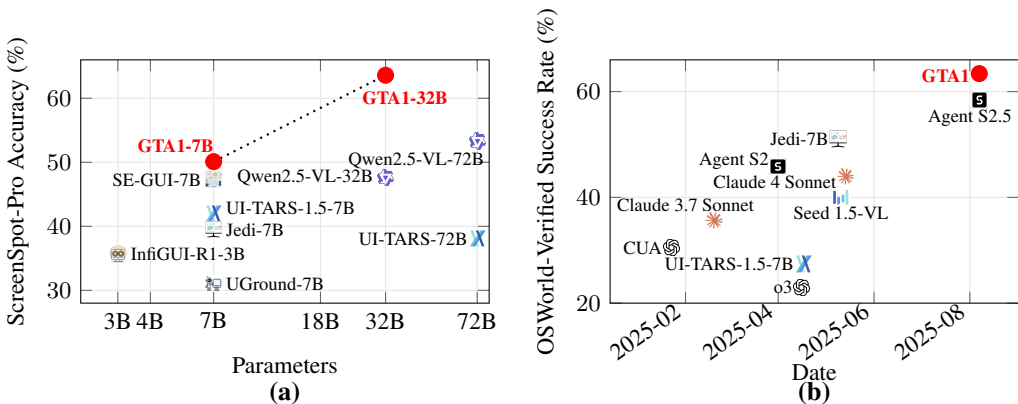 ScreenSpot-Pro Accuracy (%)
60
50
40
30
GTA1-32B
GTA1-7B
Qwen2.5-VL-72B
SE-GUI-7B
Qwen2.5-VL-32B
UI-TARS-1.5-7B
Jedi-7B
UI-TARS-72B
InfiGUI-R1-3B
UGround-7B
3B 4B 7B 18B 32B 72B
Parameters
(a)
OSWorld-Verified Success Rate (%)
60
40
20
GTA1
Agent S2.5
Jedi-7B
Agent S2
Claude 4 Sonnet
Claude 3.7 Sonnet
Seed 1.5-VL
CUA
UI-TARS-1.5-7B
o3
2025-02 2025-04 2025-06 2025-08
Date
(b)